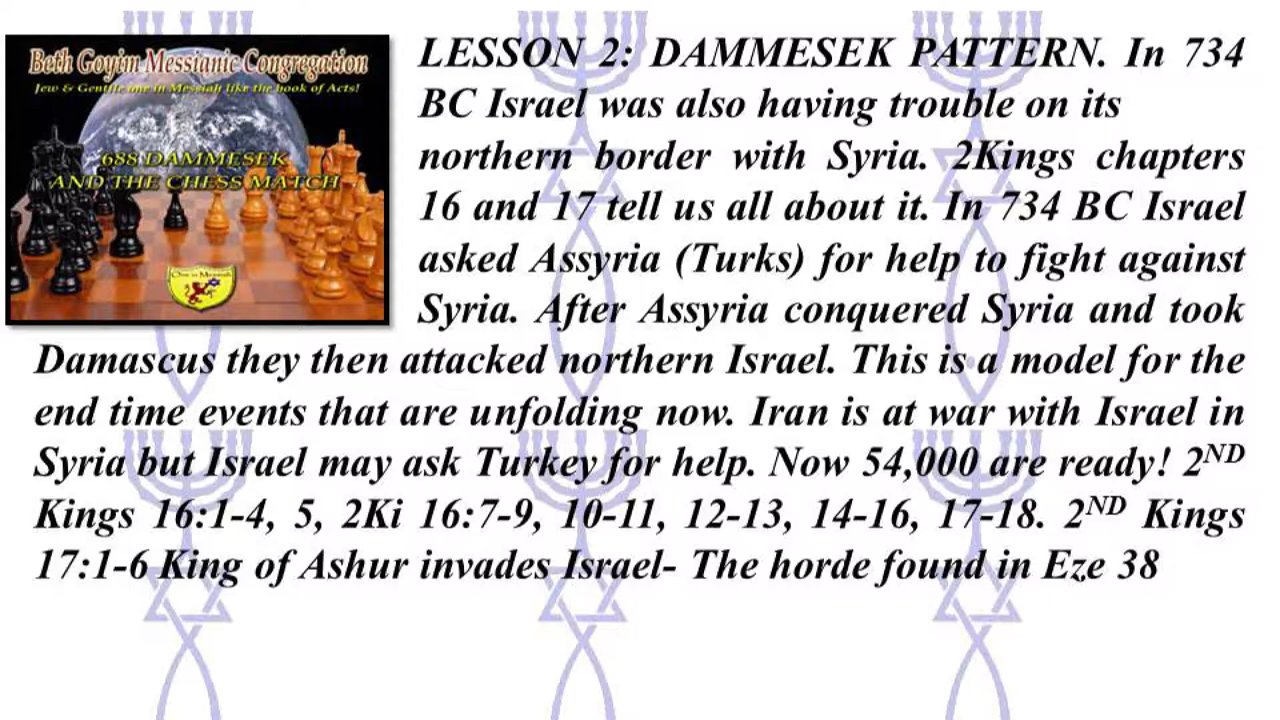 Beth Goyim Messianic Congregation
Jew & Gentile one in Messiah like the book of Acts!
688 DAMMESEK
AND THE CHESS MATCH
One in Messiah
LESSON 2: DAMMESEK PATTERN. In 734
BC Israel was also having trouble on its
northern border with Syria. 2Kings chapters
16 and 17 tell us all about it. In 734 BC Israel
asked Assyria (Turks) for help to fight against
Syria. After Assyria conquered Syria and took
Damascus they then attacked northern Israel. This is a model for the
end time events that are unfolding now. Iran is at war with Israel in
Syria but Israel may ask Turkey for help. Now 54,000 are ready! 2ND
Kings 16:1-4, 5, 2Ki 16:7-9, 10-11, 12-13, 14-16, 17-18. 2ND Kings
17:1-6 King of Ashur invades Israel- The horde found in Eze 38